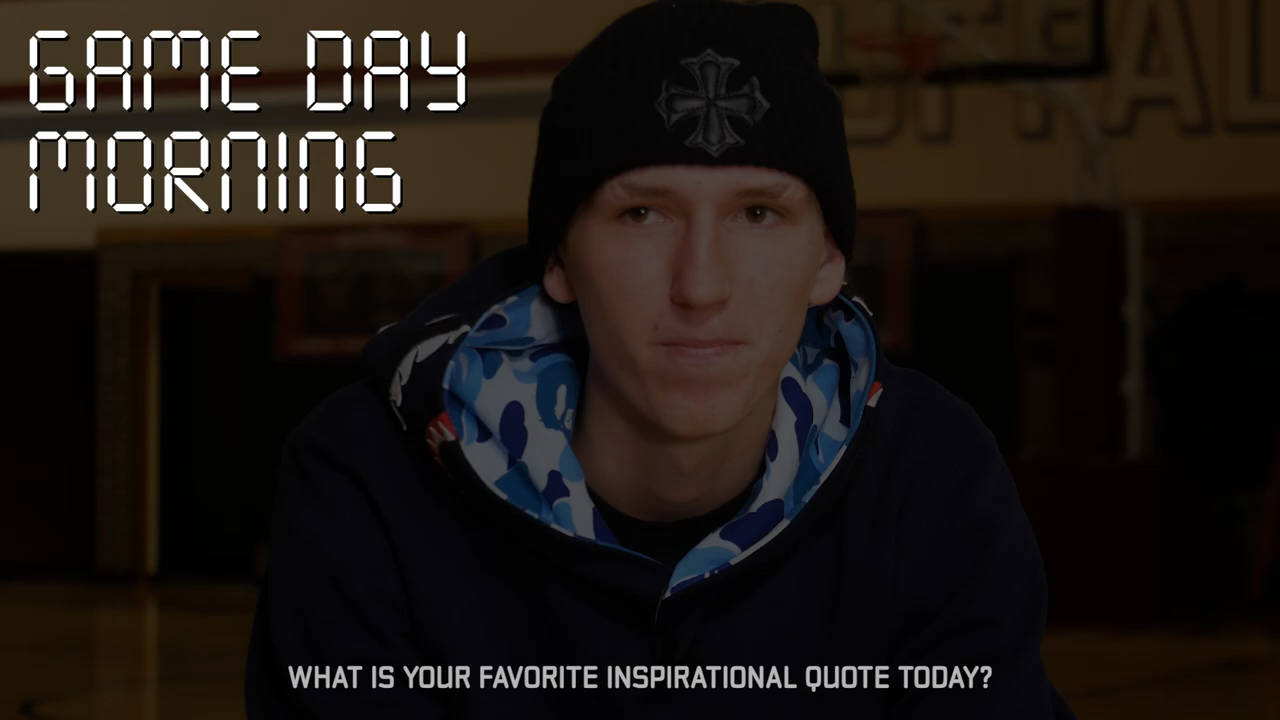 GAME DAY
MORNING
WHAT IS YOUR FAVORITE INSPIRATIONAL QUOTE TODAY?